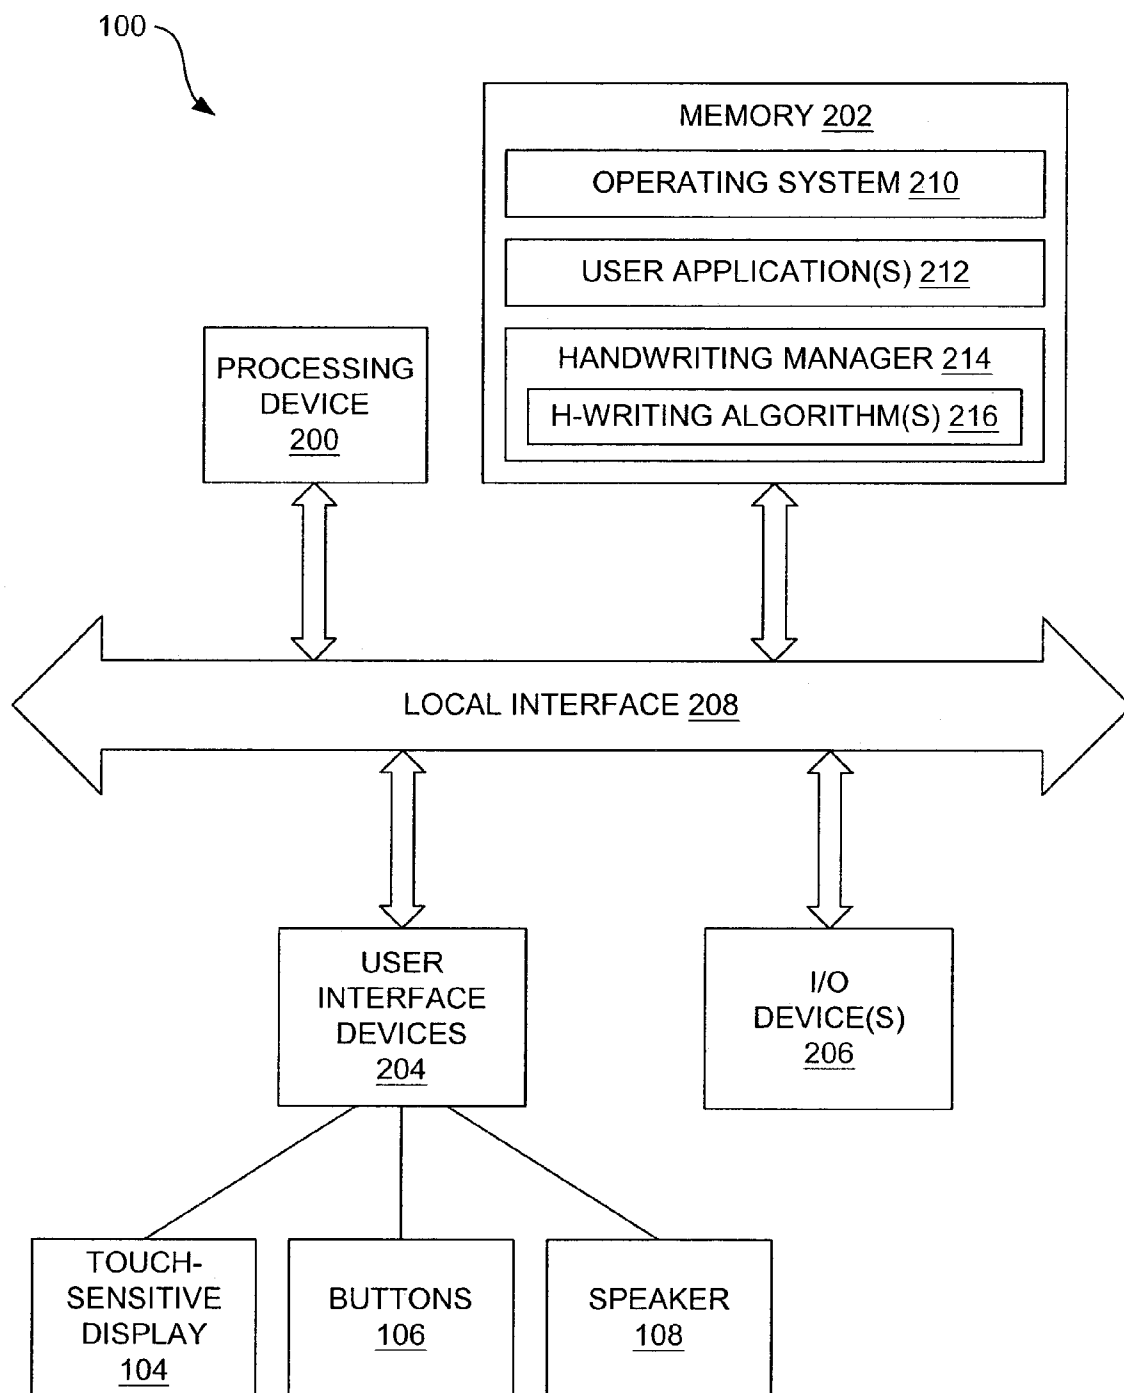 100
MEMORY 202
OPERATING SYSTEM 210
USER APPLICATION(S) 212
HANDWRITING MANAGER 214
H-WRITING ALGORITHM(S) 216
PROCESSING
DEVICE
200
LOCAL INTERFACE 208
USER
INTERFACE
DEVICES
204
I/O
DEVICE(S)
206
TOUCH-
SENSITIVE
DISPLAY
104
BUTTONS
106
SPEAKER
108